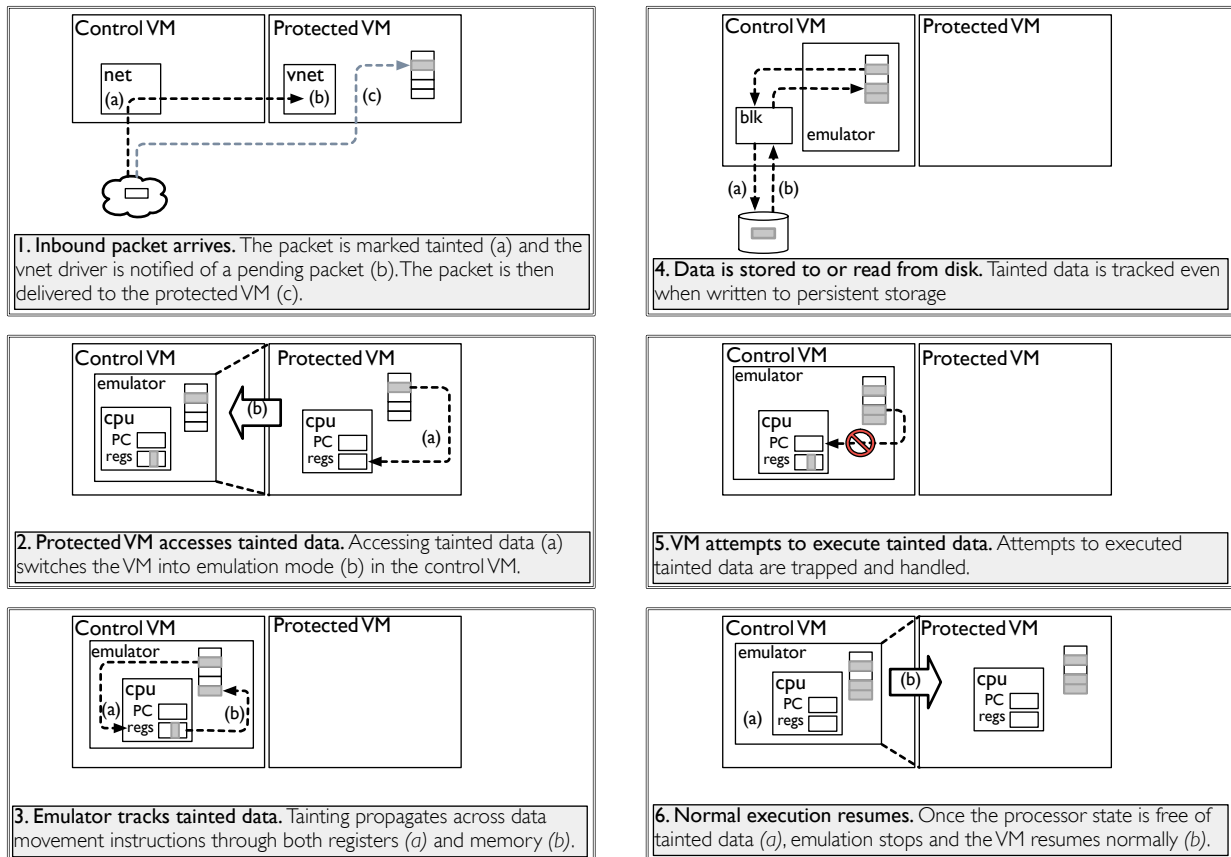 Control VM
Protected VM
net
(a)
vnet
(b)
(c)
1. Inbound packet arrives. The packet is marked tainted (a) and the
vnet driver is notified of a pending packet (b). The packet is then
delivered to the protected VM (c).
Control VM
Protected VM
emulator
cpu
PC
regs
(b)
cpu
PC
regs
(a)
2. Protected VM accesses tainted data. Accessing tainted data (a)
switches the VM into emulation mode (b) in the control VM.
Control VM
Protected VM
emulator
cpu
(a)
PC
regs
(b)
3. Emulator tracks tainted data. Tainting propagates across data
movement instructions through both registers (a) and memory (b).
Control VM
Protected VM
blk
emulator
(a)
(b)
4. Data is stored to or read from disk. Tainted data is tracked even
when written to persistent storage
Control VM
Protected VM
emulator
cpu
PC
regs
5. VM attempts to execute tainted data. Attempts to executed
tainted data are trapped and handled.
Control VM
Protected VM
emulator
cpu
PC
regs
(a)
(b)
cpu
PC
regs
6. Normal execution resumes. Once the processor state is free of
tainted data (a), emulation stops and the VM resumes normally (b).